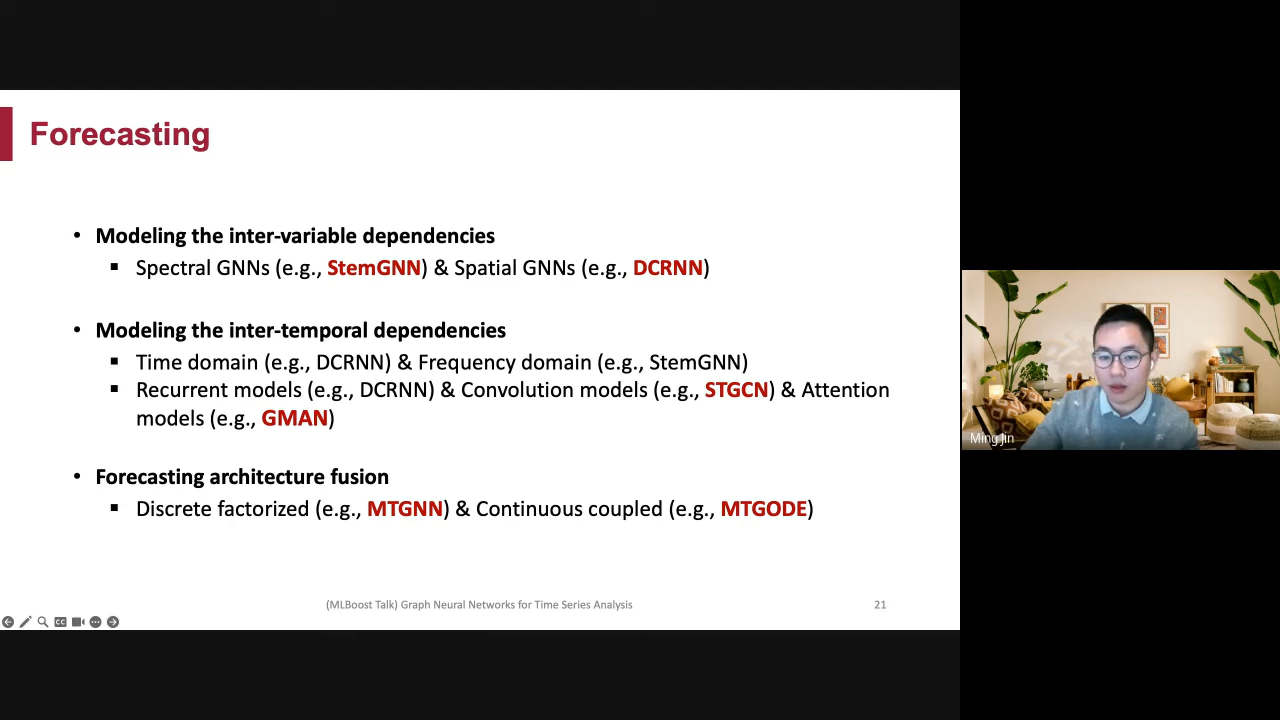 Forecasting
• Modeling the inter-variable dependencies
▪ Spectral GNNs (e.g., StemGNN) & Spatial GNNs (e.g., DCRNN)
• Modeling the inter-temporal dependencies
▪ Time domain (e.g., DCRNN) & Frequency domain (e.g., StemGNN)
▪ Recurrent models (e.g., DCRNN) & Convolution models (e.g., STGCN) & Attention
models (e.g., GMAN)
• Forecasting architecture fusion
▪ Discrete factorized (e.g., MTGNN) & Continuous coupled (e.g., MTGODE)
(MLBoost Talk) Graph Neural Networks for Time Series Analysis
21
CC
Ming Jin